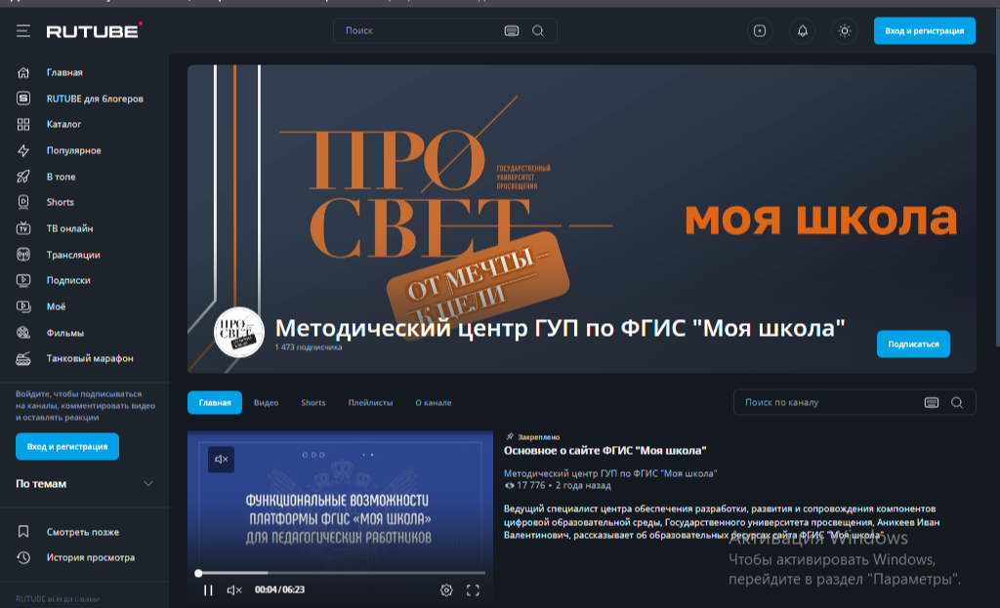 RUTUBE
Поиск
Вход и регистрация
Главная
RUTUBE для блогеров
Каталог
Популярное
В топе
Shorts
ТВ онлайн
Трансляции
Подписки
Моё
Фильмы
Танковый марафон
Войдите, чтобы подписываться
на каналы, комментировать видео
и оставлять реакции
Вход и регистрация
По темам
Смотреть позже
История просмотра
RUTUBE всегда с вами
ПРО
СВЕТ
ГОСУДАРСТВЕННЫЙ
УНИВЕРСИТЕТ
ПРОСВЕЩЕНИЯ
ОТ МЕЧТЫ
К ЦЕЛИ
моя школа
ПРО
СВЕТ
Методический центр ГУП по ФГИС "Моя школа"
1 473 подписчика
Подписаться
Главная
Видео
Shorts
Плейлисты
О канале
Поиск по каналу
ФУНКЦИОНАЛЬНЫЕ ВОЗМОЖНОСТИ
ПЛАТФОРМЫ ФГИС «МОЯ ШКОЛА»
ДЛЯ ПЕДАГОГИЧЕСКИХ РАБОТНИКОВ
00:04/06:23
Закреплено
Основное о сайте ФГИС "Моя школа"
Методический центр ГУП по ФГИС "Моя школа"
17 776 • 2 года назад
Ведущий специалист центра обеспечения разработки, развития и сопровождения компонентов
цифровой образовательной среды, Государственного университета просвещения, Аникеев Иван
Валентинович, рассказывает об образовательных ресурсах сайта ФГИС "Моя школа"
Активация Windows
Чтобы активировать Windows,
перейдите в раздел "Параметры".